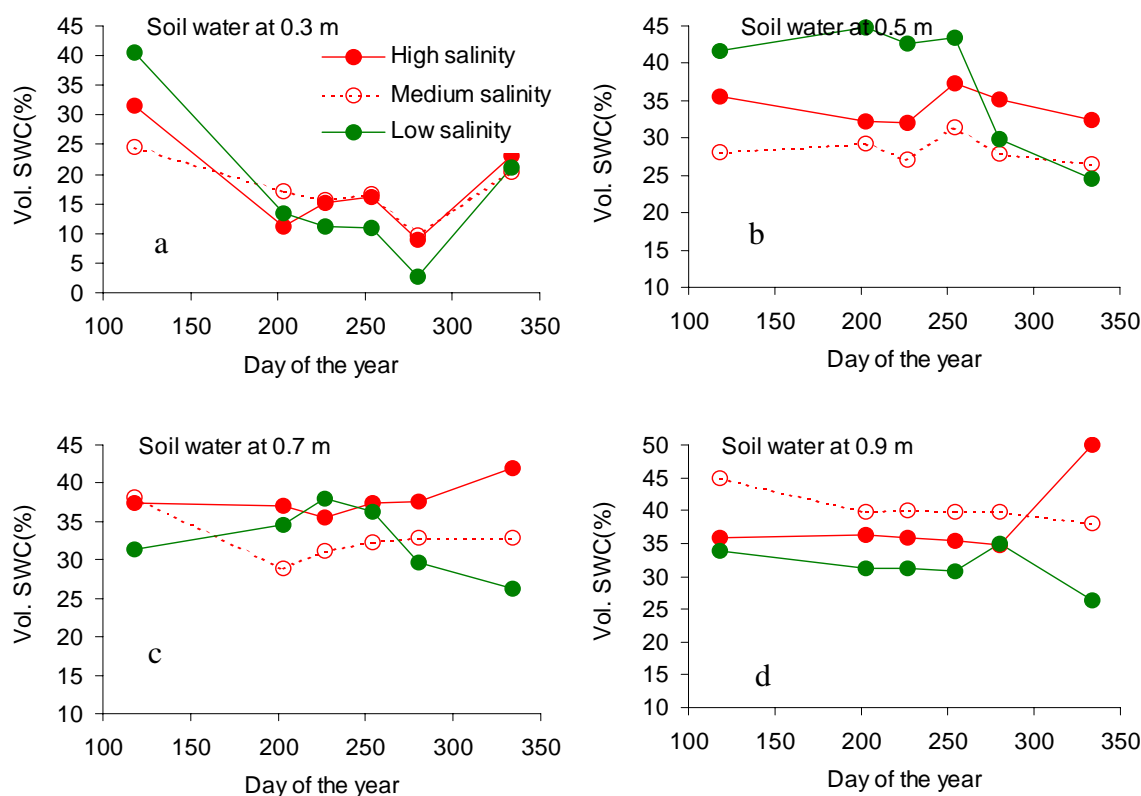 Soil water at 0.3 m
High salinity
Medium salinity
Low salinity
Vol. SWC(%)
45
40
35
30
25
20
15
10
5
0
a
100 150 200 250 300 350
Day of the year
Soil water at 0.5 m
Vol. SWC(%)
45
40
35
30
25
20
15
10
b
100 150 200 250 300 350
Day of the year
Soil water at 0.7 m
Vol. SWC(%)
45
40
35
30
25
20
15
10
c
100 150 200 250 300 350
Day of the year
Soil water at 0.9 m
Vol. SWC(%)
50
45
40
35
30
25
20
15
10
d
100 150 200 250 300 350
Day of the year